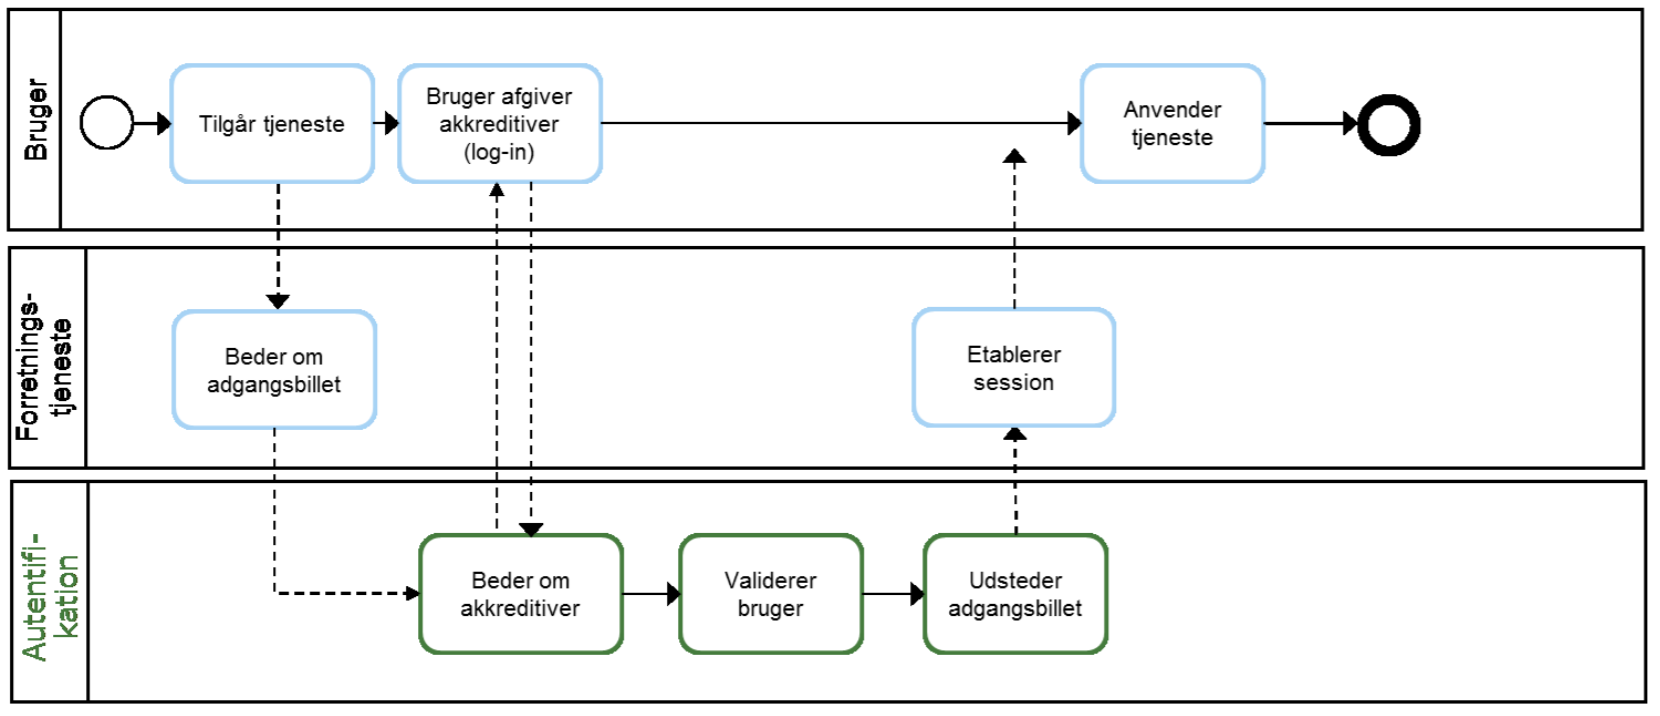 Bruger
Tilgår tjeneste
Bruger afgiver
akkreditiver
(log-in)
Anvender
tjeneste
Forretnings-
tjeneste
Beder om
adgangsbillet
Etablerer
session
Autentifi-
kation
Beder om
akkreditiver
Validerer
bruger
Udsteder
adgangsbillet